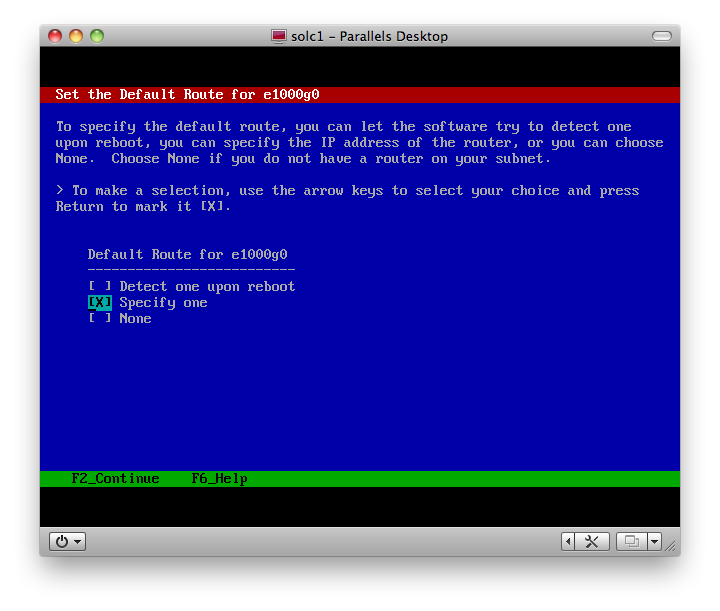 solc1 – Parallels Desktop
Set the Default Route for e1000g0
To specify the default route, you can let the software try to detect one
upon reboot, you can specify the IP address of the router, or you can choose
None.  Choose None if you do not have a router on your subnet.
> To make a selection, use the arrow keys to select your choice and press
Return to mark it [X].
Default Route for e1000g0
--------------------------
[ ] Detect one upon reboot
[X] Specify one
[ ] None
F2_Continue    F6_Help